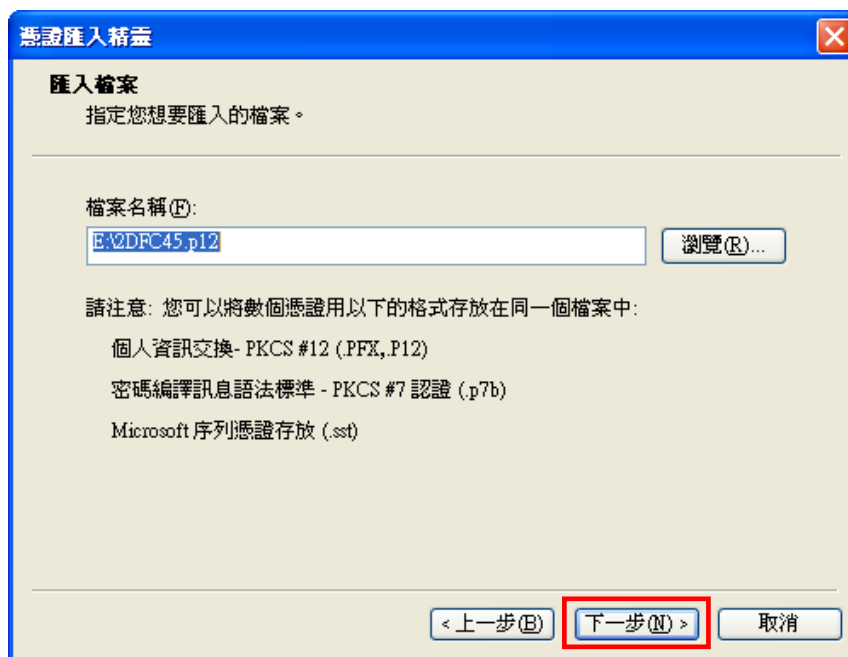 憑證匯入精靈
匯入檔案
指定您想要匯入的檔案。
檔案名稱(F):
E:\2DFC45.p12
瀏覽(R)...
請注意: 您可以將數個憑證用以下的格式存放在同一個檔案中:
個人資訊交換- PKCS #12 (.PFX,.P12)
密碼編譯訊息語法標準 - PKCS #7 認證 (.p7b)
Microsoft 序列憑證存放 (.sst)
< 上一步(B)
下一步(N) >
取消